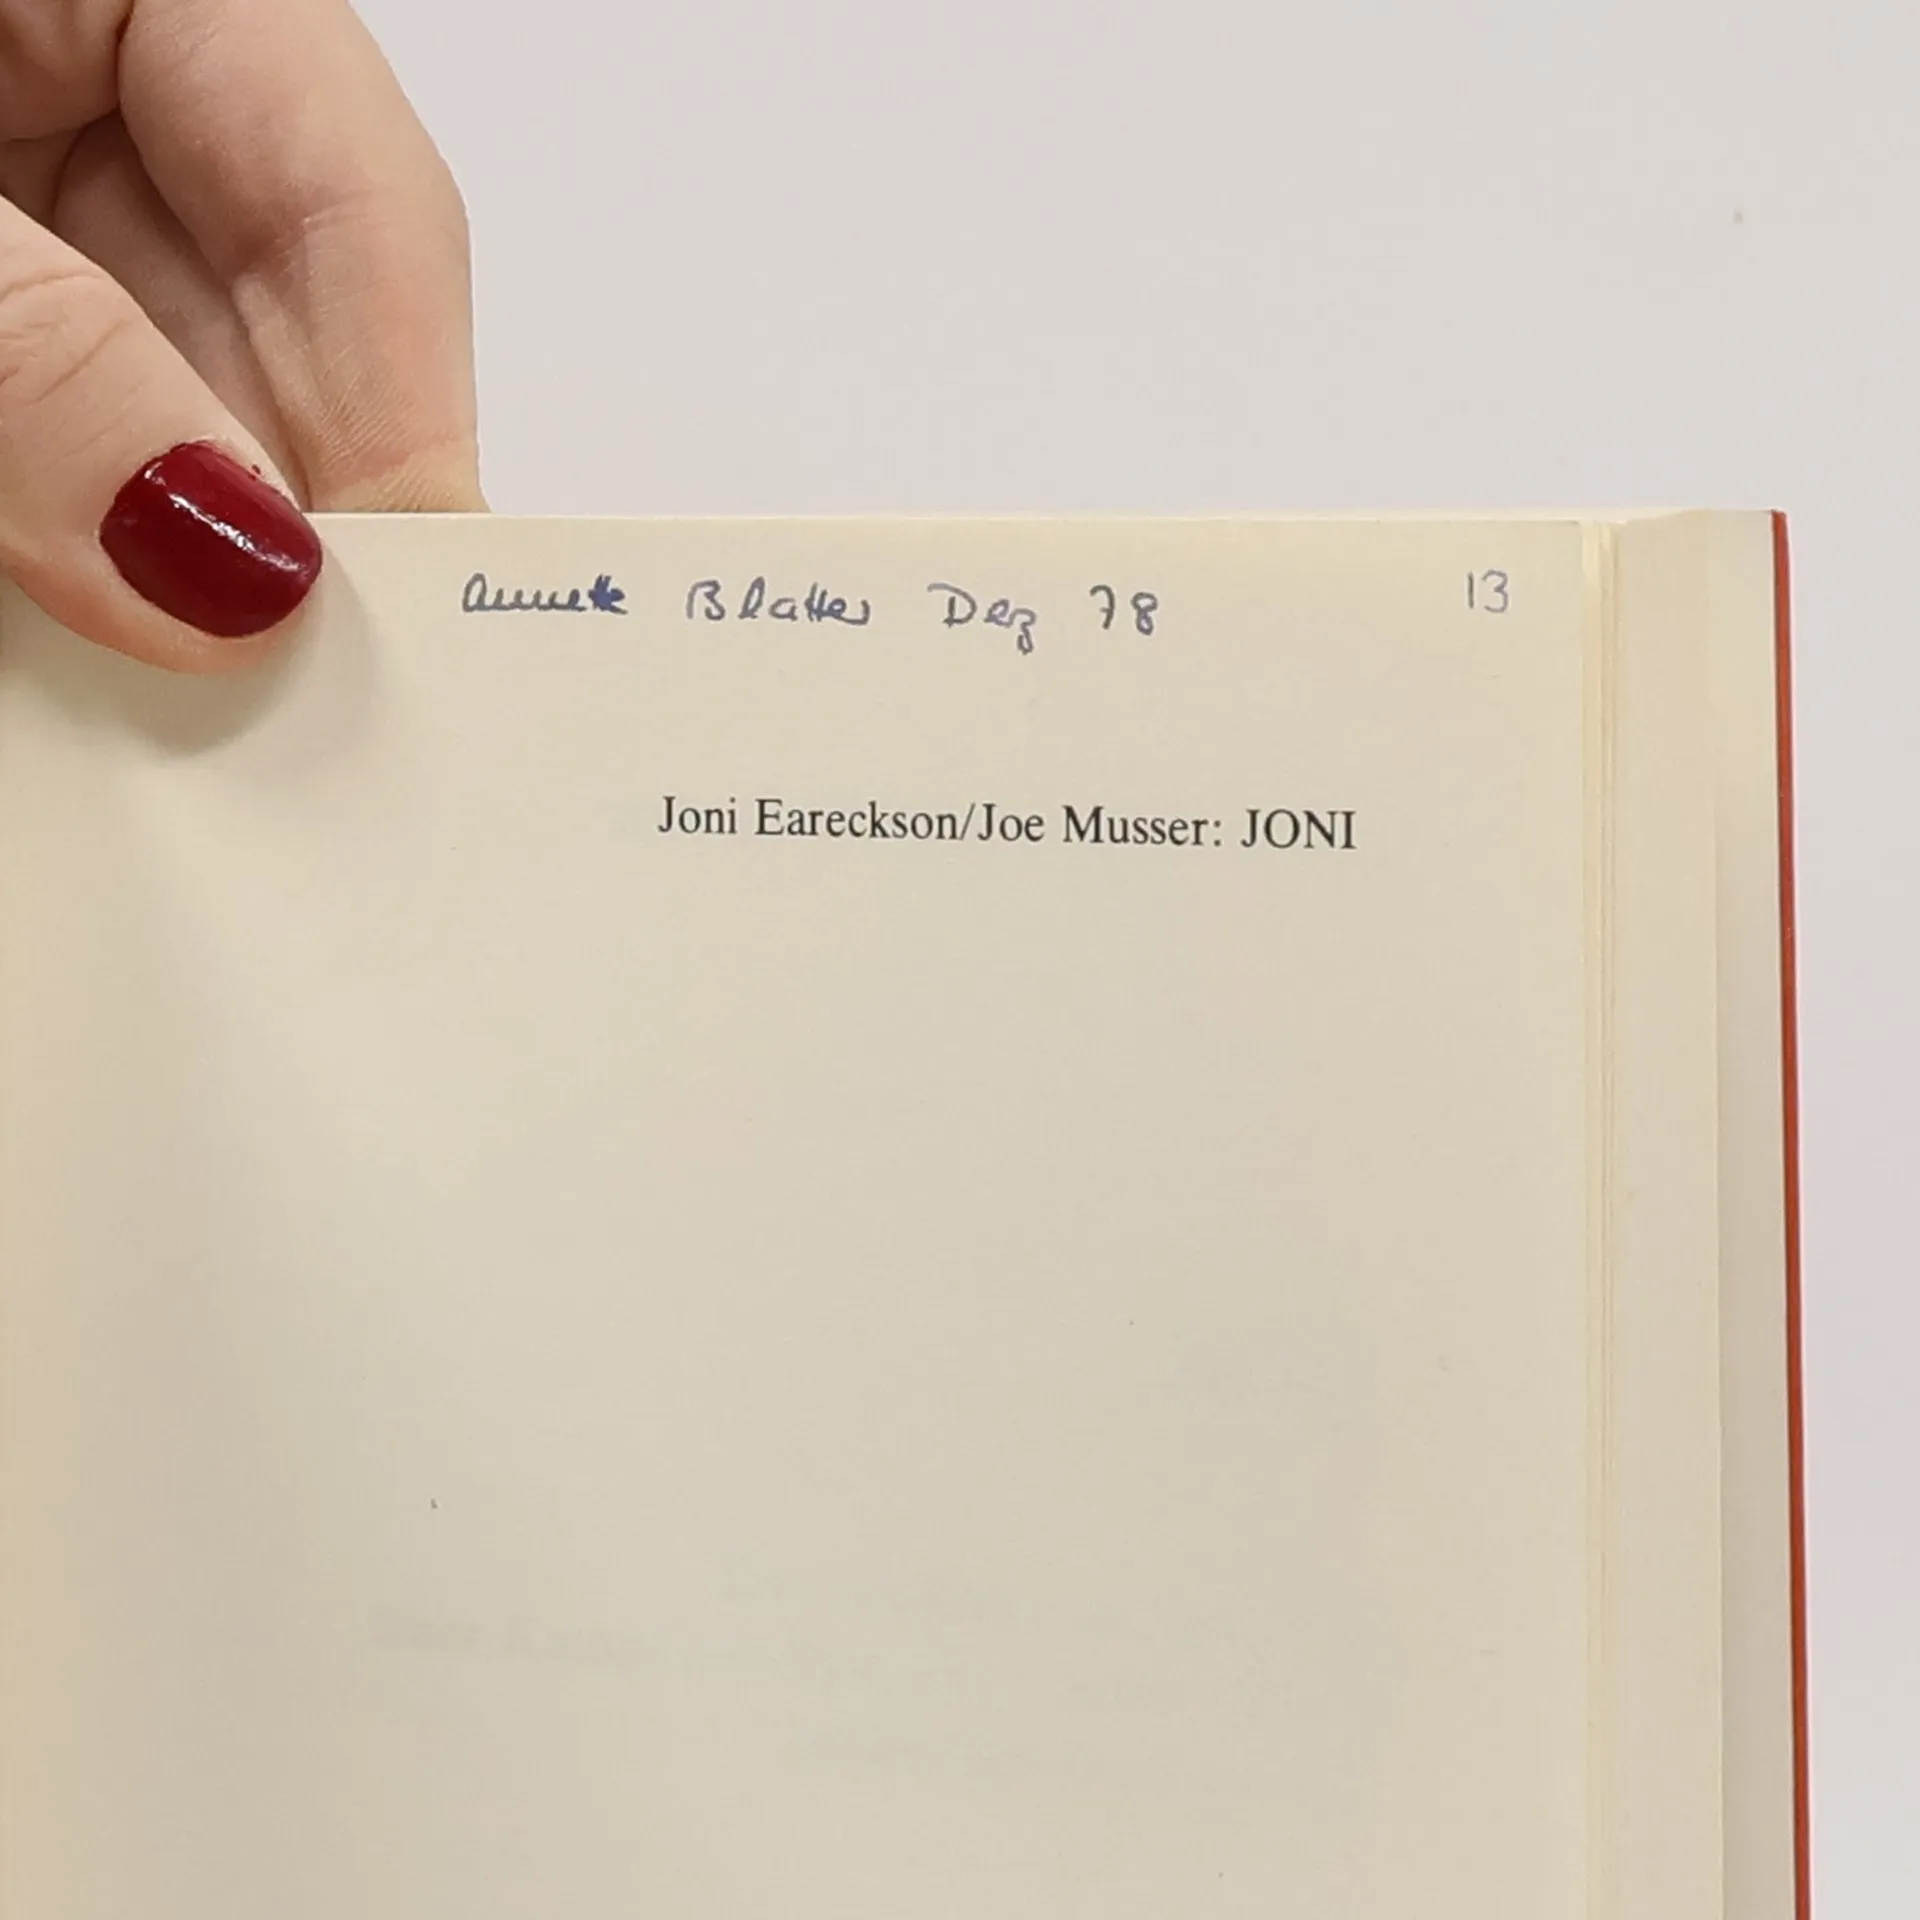 Annette Blatter Dez 78 13
Joni Eareckson/Joe Musser: JONI